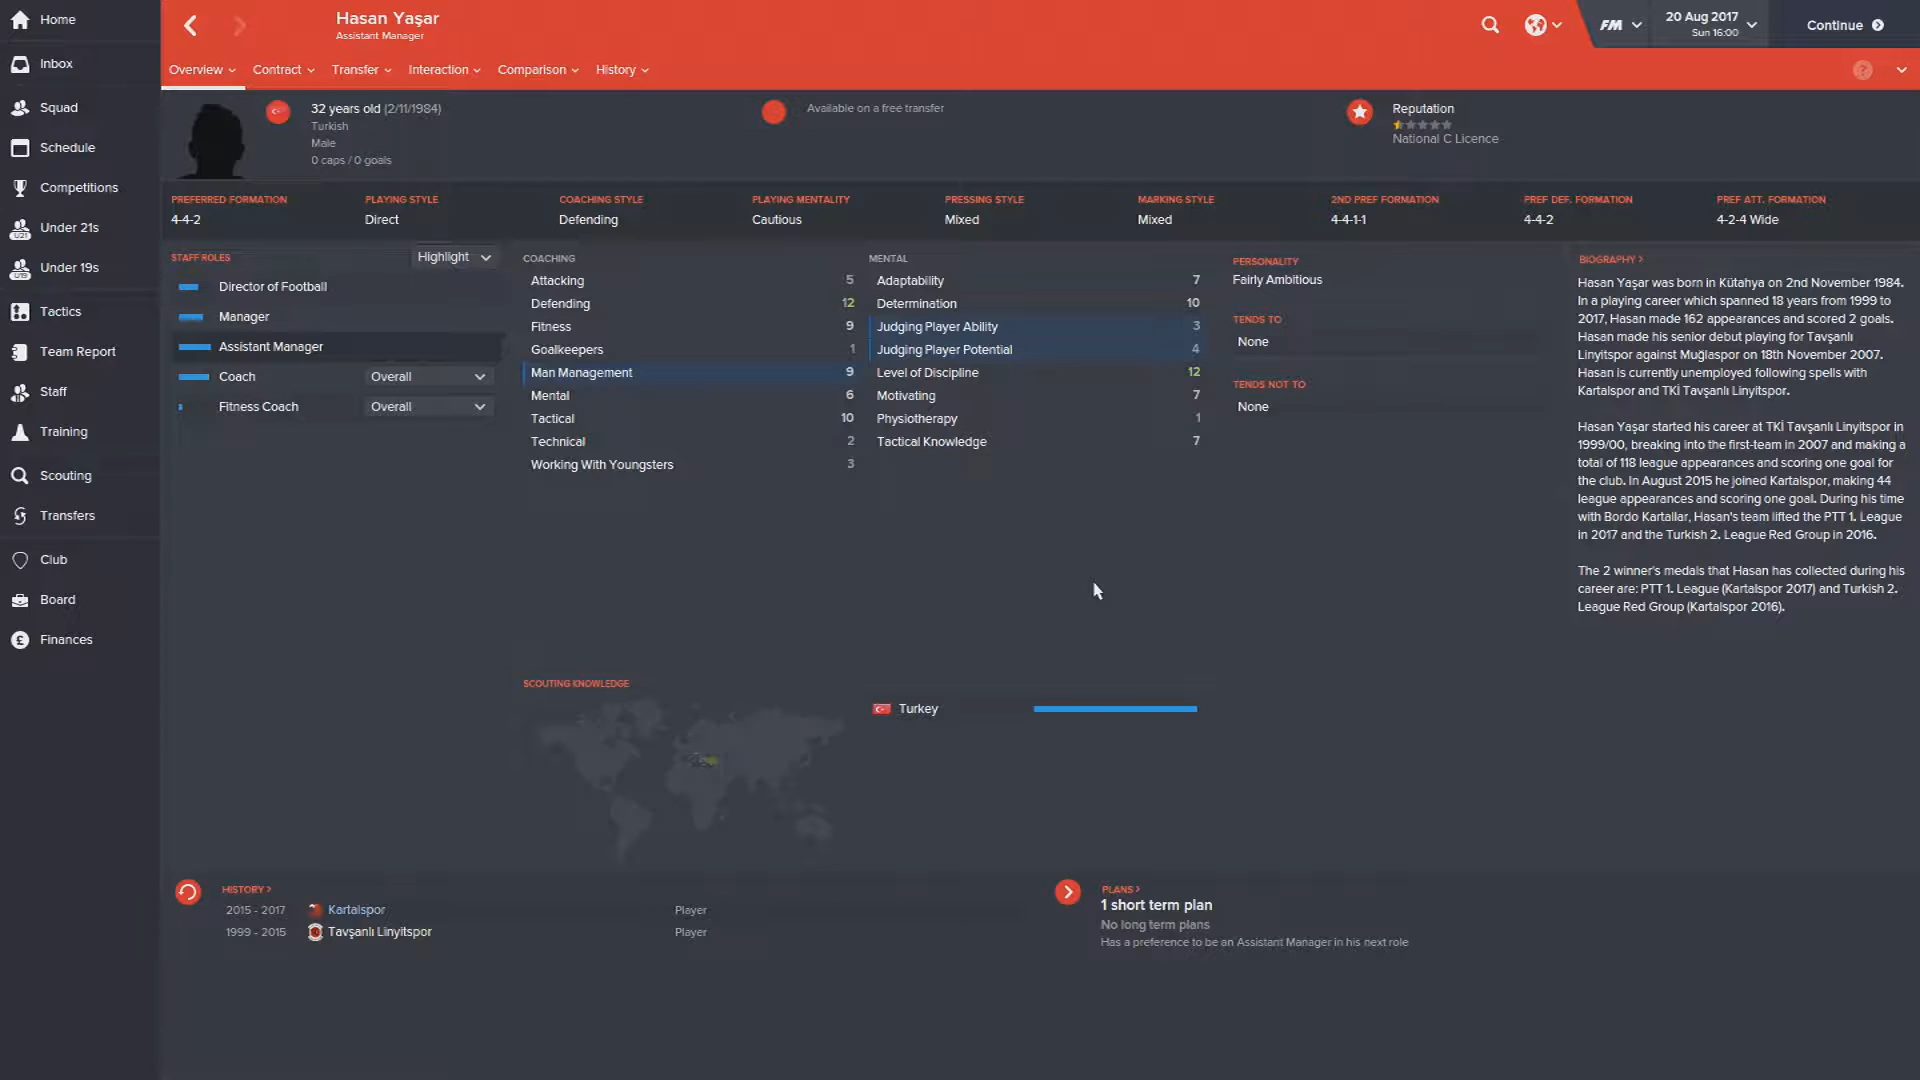 Home
Inbox
Squad
Schedule
Competitions
Under 21s
Under 19s
Tactics
Team Report
Staff
Training
Scouting
Transfers
Club
Board
Finances
Hasan Yaşar
Assistant Manager
FM
20 Aug 2017
Sun 16:00
Continue
Overview
Contract
Transfer
Interaction
Comparison
History
?
32 years old (2/11/1984)
Turkish
Male
0 caps / 0 goals
Available on a free transfer
Reputation
National C Licence
PREFERRED FORMATION
4-4-2
PLAYING STYLE
Direct
COACHING STYLE
Defending
PLAYING MENTALITY
Cautious
PRESSING STYLE
Mixed
MARKING STYLE
Mixed
2ND PREF FORMATION
4-4-1-1
PREF DEF. FORMATION
4-4-2
PREF ATT. FORMATION
4-2-4 Wide
STAFF ROLES
Highlight
Director of Football
Manager
Assistant Manager
Coach Overall
Fitness Coach Overall
COACHING
Attacking 5
Defending 12
Fitness 9
Goalkeepers 1
Man Management 9
Mental 6
Tactical 10
Technical 2
Working With Youngsters 3
MENTAL
Adaptability 7
Determination 10
Judging Player Ability 3
Judging Player Potential 4
Level of Discipline 12
Motivating 7
Physiotherapy 1
Tactical Knowledge 7
PERSONALITY
Fairly Ambitious
TENDS TO
None
TENDS NOT TO
None
BIOGRAPHY >
Hasan Yaşar was born in Kütahya on 2nd November 1984.
In a playing career which spanned 18 years from 1999 to
2017, Hasan made 162 appearances and scored 2 goals.
Hasan made his senior debut playing for Tavşanlı
Linyitspor against Muğlaspor on 18th November 2007.
Hasan is currently unemployed following spells with
Kartalspor and TKİ Tavşanlı Linyitspor.
Hasan Yaşar started his career at TKİ Tavşanlı Linyitspor in
1999/00, breaking into the first-team in 2007 and making a
total of 118 league appearances and scoring one goal for
the club. In August 2015 he joined Kartalspor, making 44
league appearances and scoring one goal. During his time
with Bordo Kartallar, Hasan's team lifted the PTT 1. League
in 2017 and the Turkish 2. League Red Group in 2016.
The 2 winner's medals that Hasan has collected during his
career are: PTT 1. League (Kartalspor 2017) and Turkish 2.
League Red Group (Kartalspor 2016).
SCOUTING KNOWLEDGE
Turkey
HISTORY >
2015 - 2017 Kartalspor Player
1999 - 2015 Tavşanlı Linyitspor Player
PLANS >
1 short term plan
No long term plans
Has a preference to be an Assistant Manager in his next role